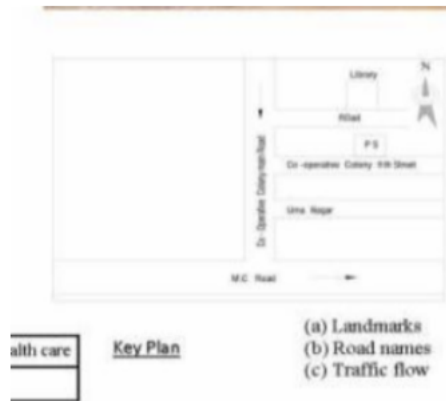 N
Library
Road
P S
Co-operative Colony main Road
Co-operative Colony
Street
Uma Nagar
M.C. Road
alth care
Key Plan
(a) Landmarks
(b) Road names
(c) Traffic flow